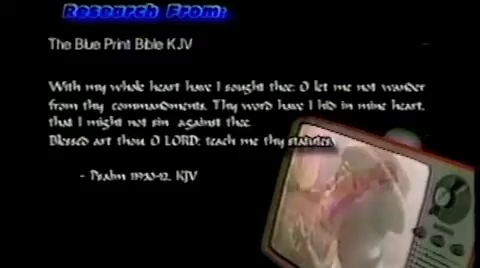 Research From:
The Blue Print Bible KJV
With my whole heart have I sought thee: O let me not wander
from thy commandments. Thy word have I hid in mine heart,
that I might not sin against thee.
Blessed art thou, O LORD: teach me thy statutes.
- Psalm 119:10-12, KJV